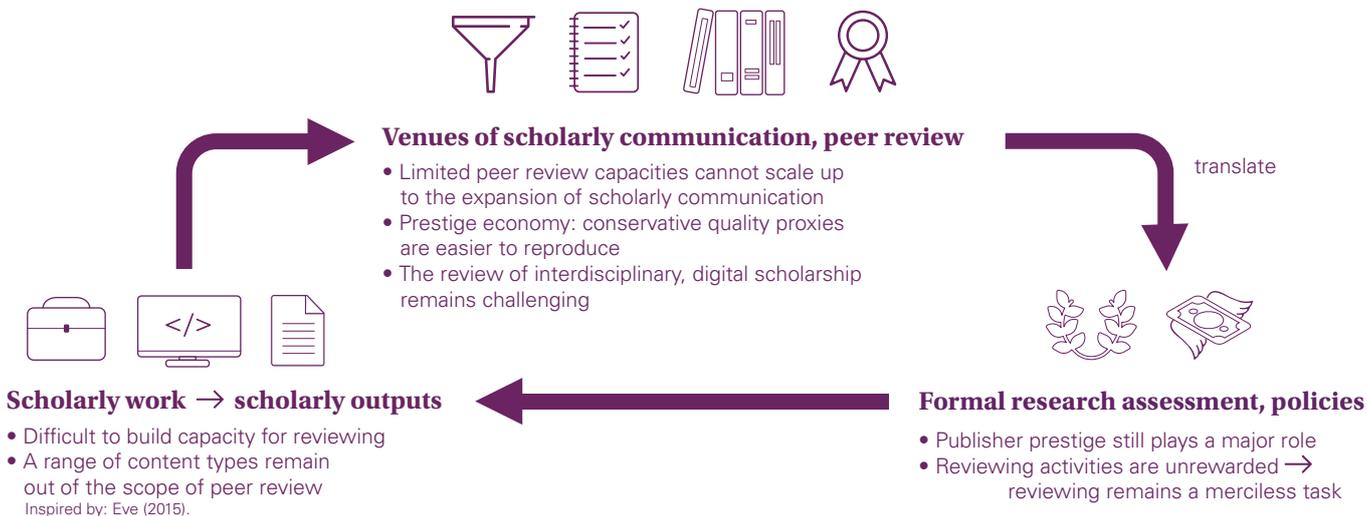 Venues of scholarly communication, peer review
• Limited peer review capacities cannot scale up
to the expansion of scholarly communication
• Prestige economy: conservative quality proxies
are easier to reproduce
• The review of interdisciplinary, digital scholarship
remains challenging
translate
</>
Scholarly work → scholarly outputs
• Difficult to build capacity for reviewing
• A range of content types remain
out of the scope of peer review
Inspired by: Eve (2015).
Formal research assessment, policies
• Publisher prestige still plays a major role
• Reviewing activities are unrewarded →
reviewing remains a merciless task